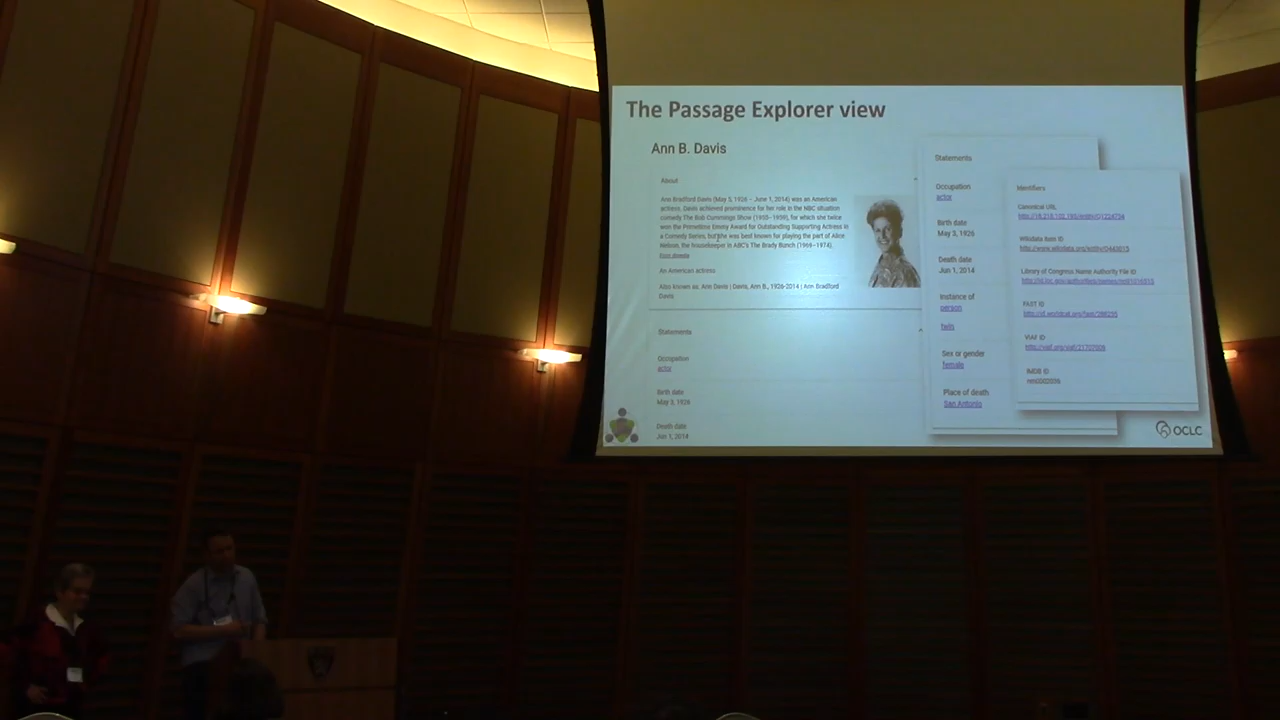 The Passage Explorer view
Ann B. Davis
About
Ann Bradford Davis (May 3, 1926 – June 1, 2014) was an American
actress. Davis achieved prominence for her role in the NBC situation
comedy The Bob Cummings Show (1955–1959), for which she twice
won the Primetime Emmy Award for Outstanding Supporting Actress in
a Comedy Series, but she was best known for playing the part of Alice
Nelson, the housekeeper in ABC's The Brady Bunch (1969–1974).
An American actress
Also known as: Ann Davis | Davis, Ann B., 1926-2014 | Ann Bradford
Davis
Statements
Occupation
actor
Birth date
May 3, 1926
Death date
Jun 1, 2014
Statements
Occupation
actor
Birth date
May 3, 1926
Death date
Jun 1, 2014
Instance of
person
Sex or gender
female
Place of death
San Antonio
Identifiers
Canonical URL
Wikidata Item ID
Library of Congress Name Authority File ID
FAST ID
VIAF ID
IMDB ID
OCLC